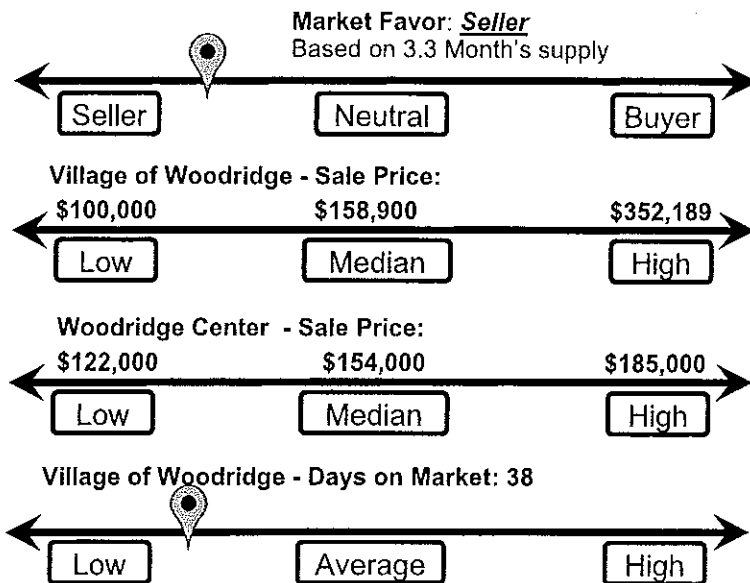 Market Favor: Seller
Based on 3.3 Month's supply
Seller Neutral Buyer
Village of Woodridge - Sale Price:
$100,000 $158,900 $352,189
Low Median High
Woodridge Center - Sale Price:
$122,000 $154,000 $185,000
Low Median High
Village of Woodridge - Days on Market: 38
Low Average High